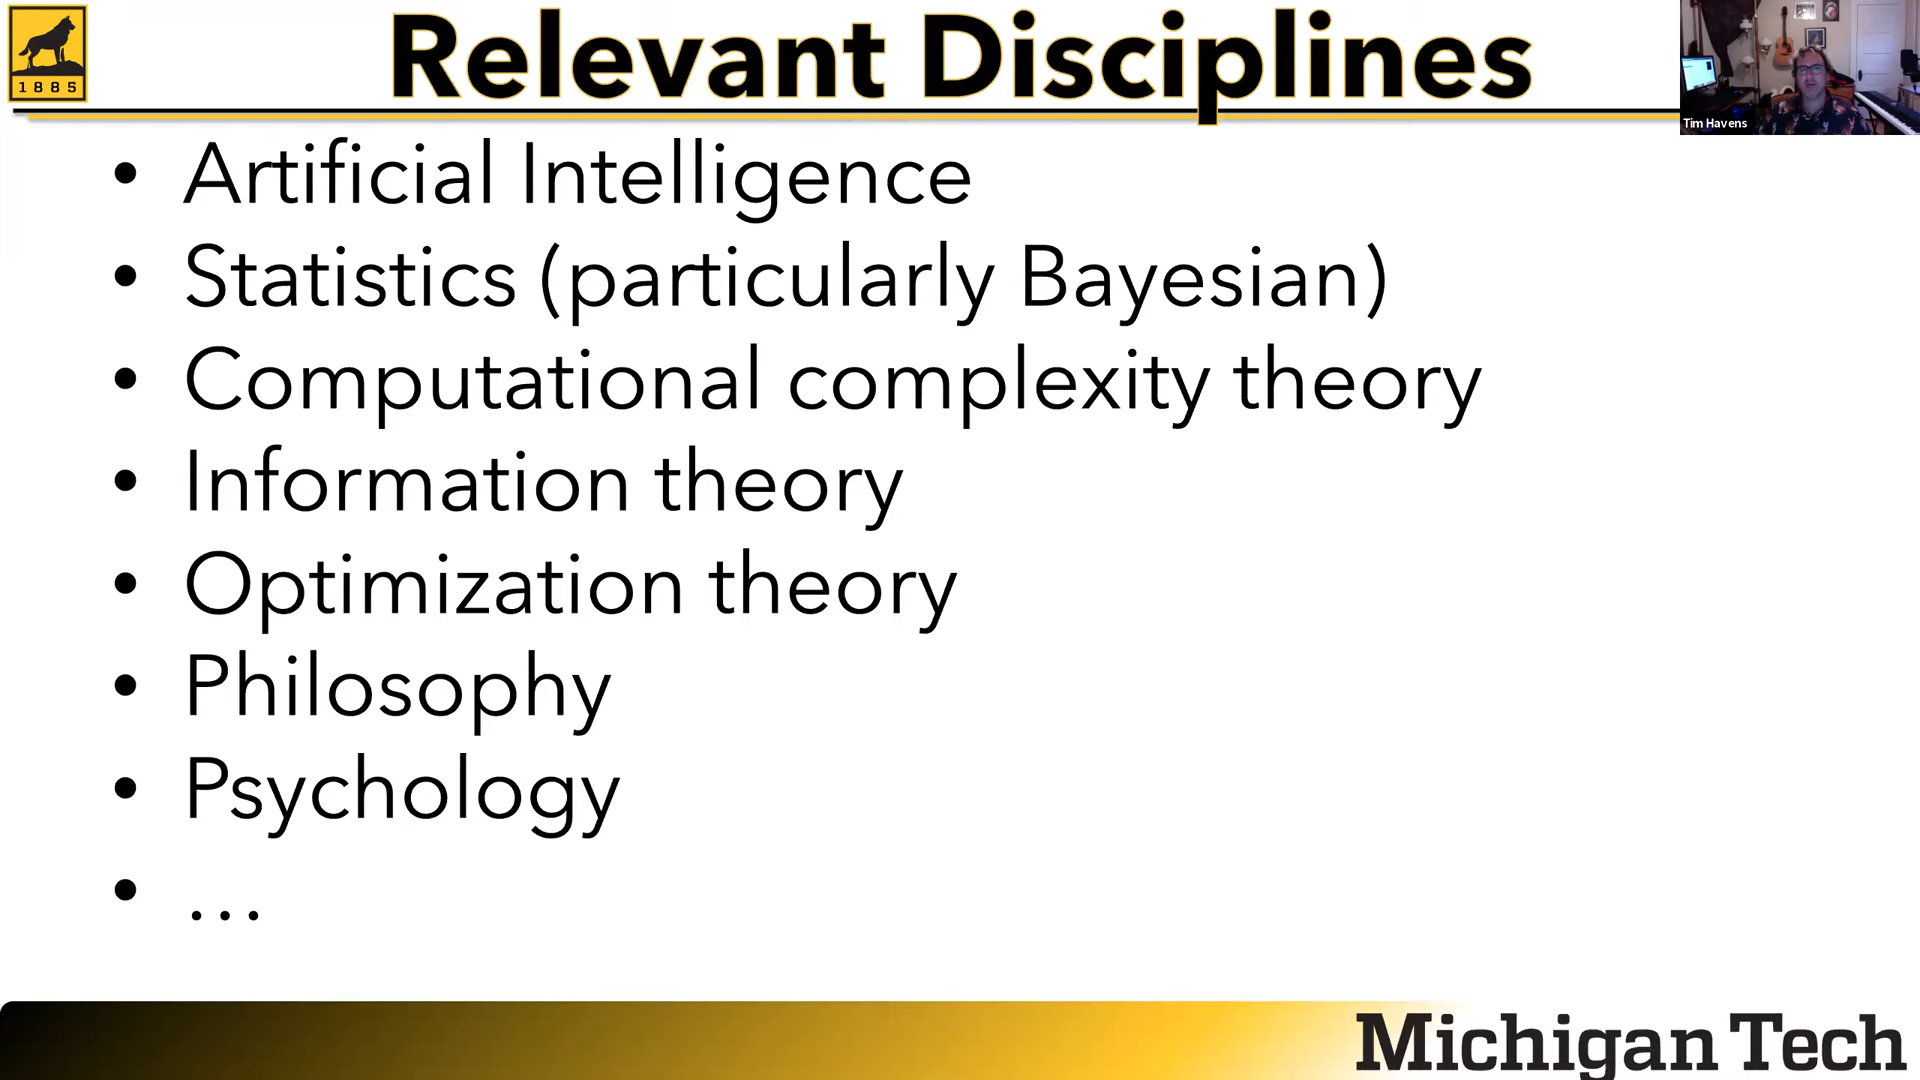 Relevant Disciplines
1885
Tim Havens
• Artificial Intelligence
• Statistics (particularly Bayesian)
• Computational complexity theory
• Information theory
• Optimization theory
• Philosophy
• Psychology
• ...
Michigan Tech